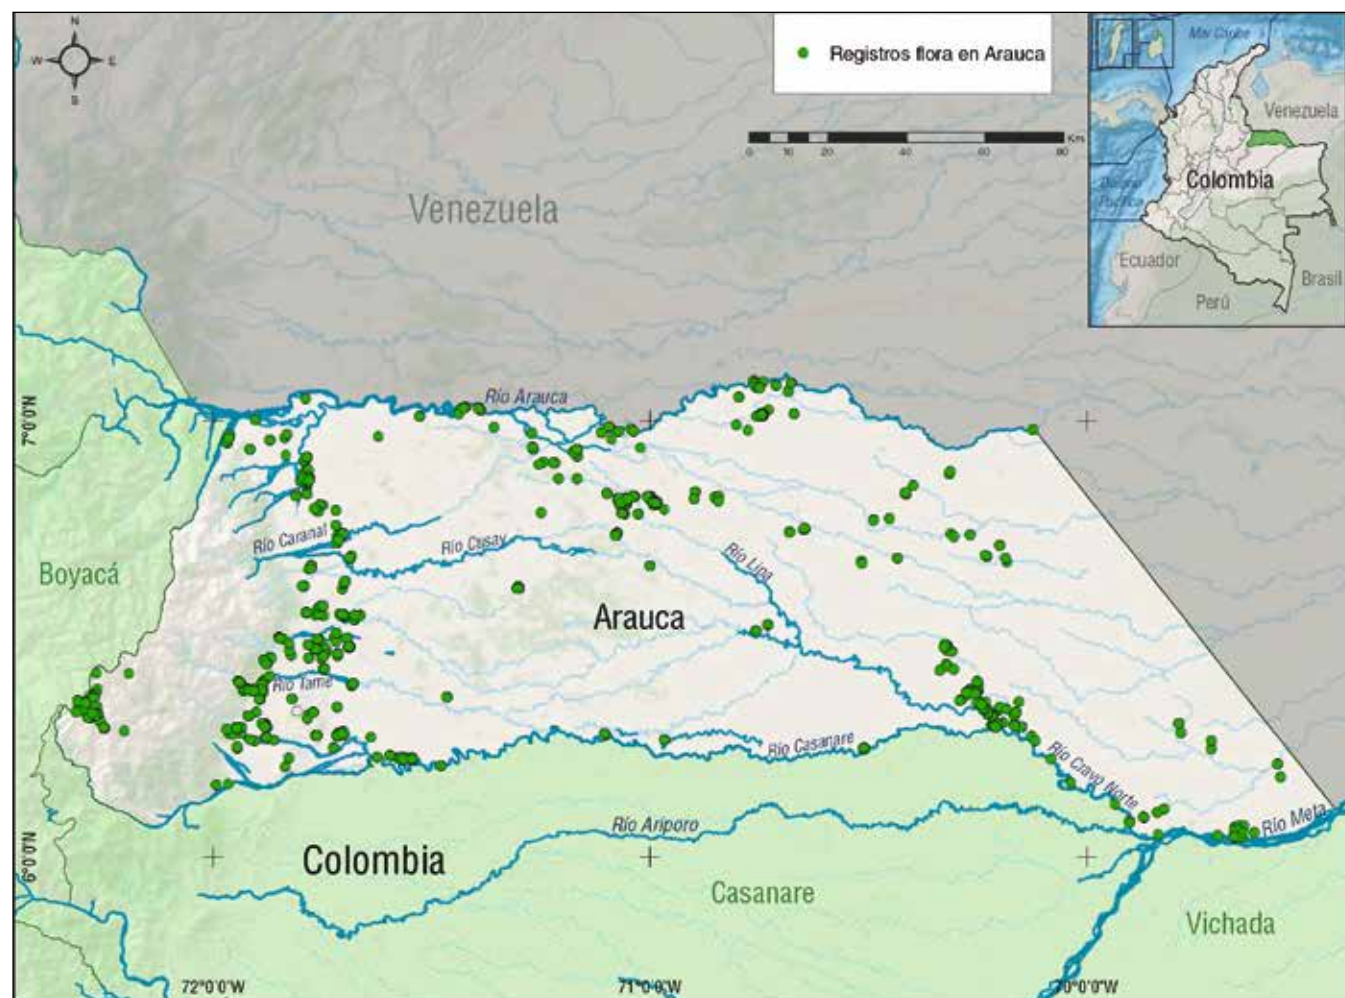 N
W
E
S
Registros flora en Arauca
0
10
20
40
60
80
Km
Mar Caribe
Venezuela
Colombia
Ecuador
Perú
Brasil
Venezuela
Río Arauca
7°0'0"N
Río Caranal
Río Cusay
Río Lipa
Boyacá
Arauca
Río Tame
Río Casanare
Río Cravo Norte
Río Meta
Río Ariporo
6°0'0"N
Colombia
Casanare
Vichada
72°0'0"W
71°0'0"W
70°0'0"W